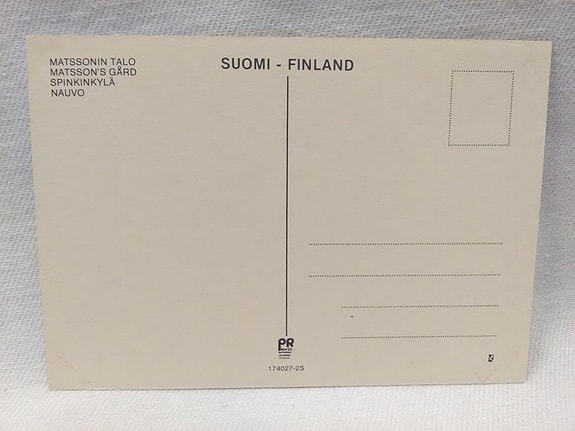 MATSSONIN TALO
MATSSON'S GÅRD
SPINKINKYLÄ
NAUVO
SUOMI - FINLAND
PR
174027-2S